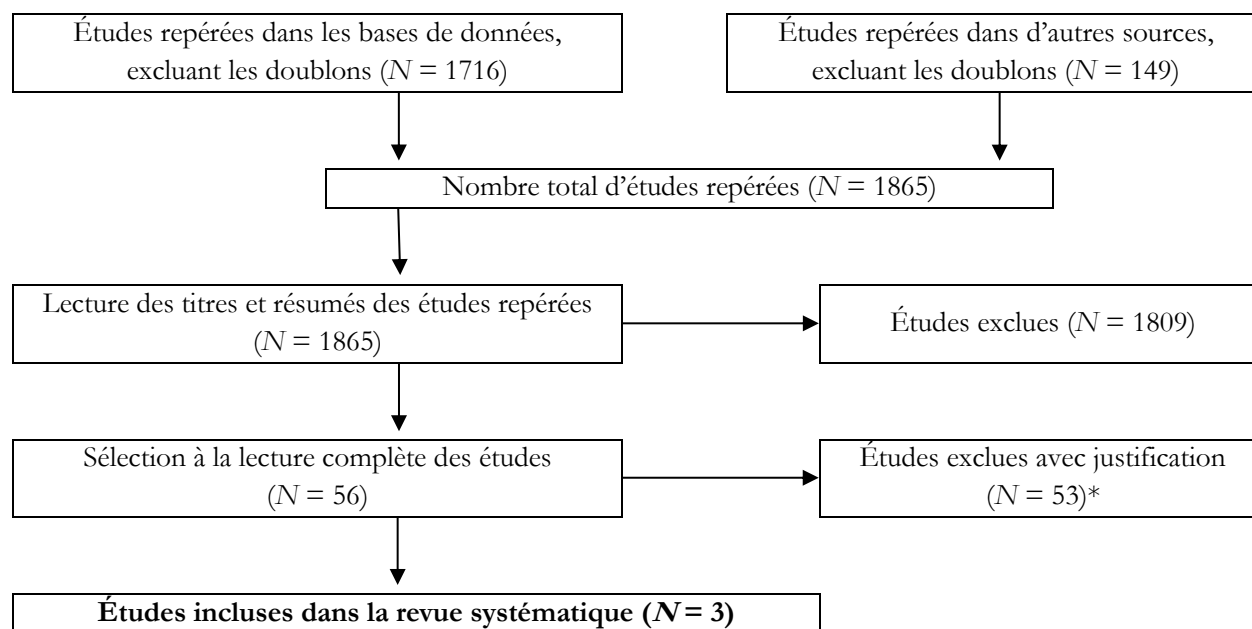 Études repérées dans les bases de données,
excluant les doublons (N = 1716)
Études repérées dans d’autres sources,
excluant les doublons (N = 149)
Nombre total d’études repérées (N = 1865)
Lecture des titres et résumés des études repérées
(N = 1865)
Études exclues (N = 1809)
Sélection à la lecture complète des études
(N = 56)
Études exclues avec justification
(N = 53)*
Études incluses dans la revue systématique (N = 3)